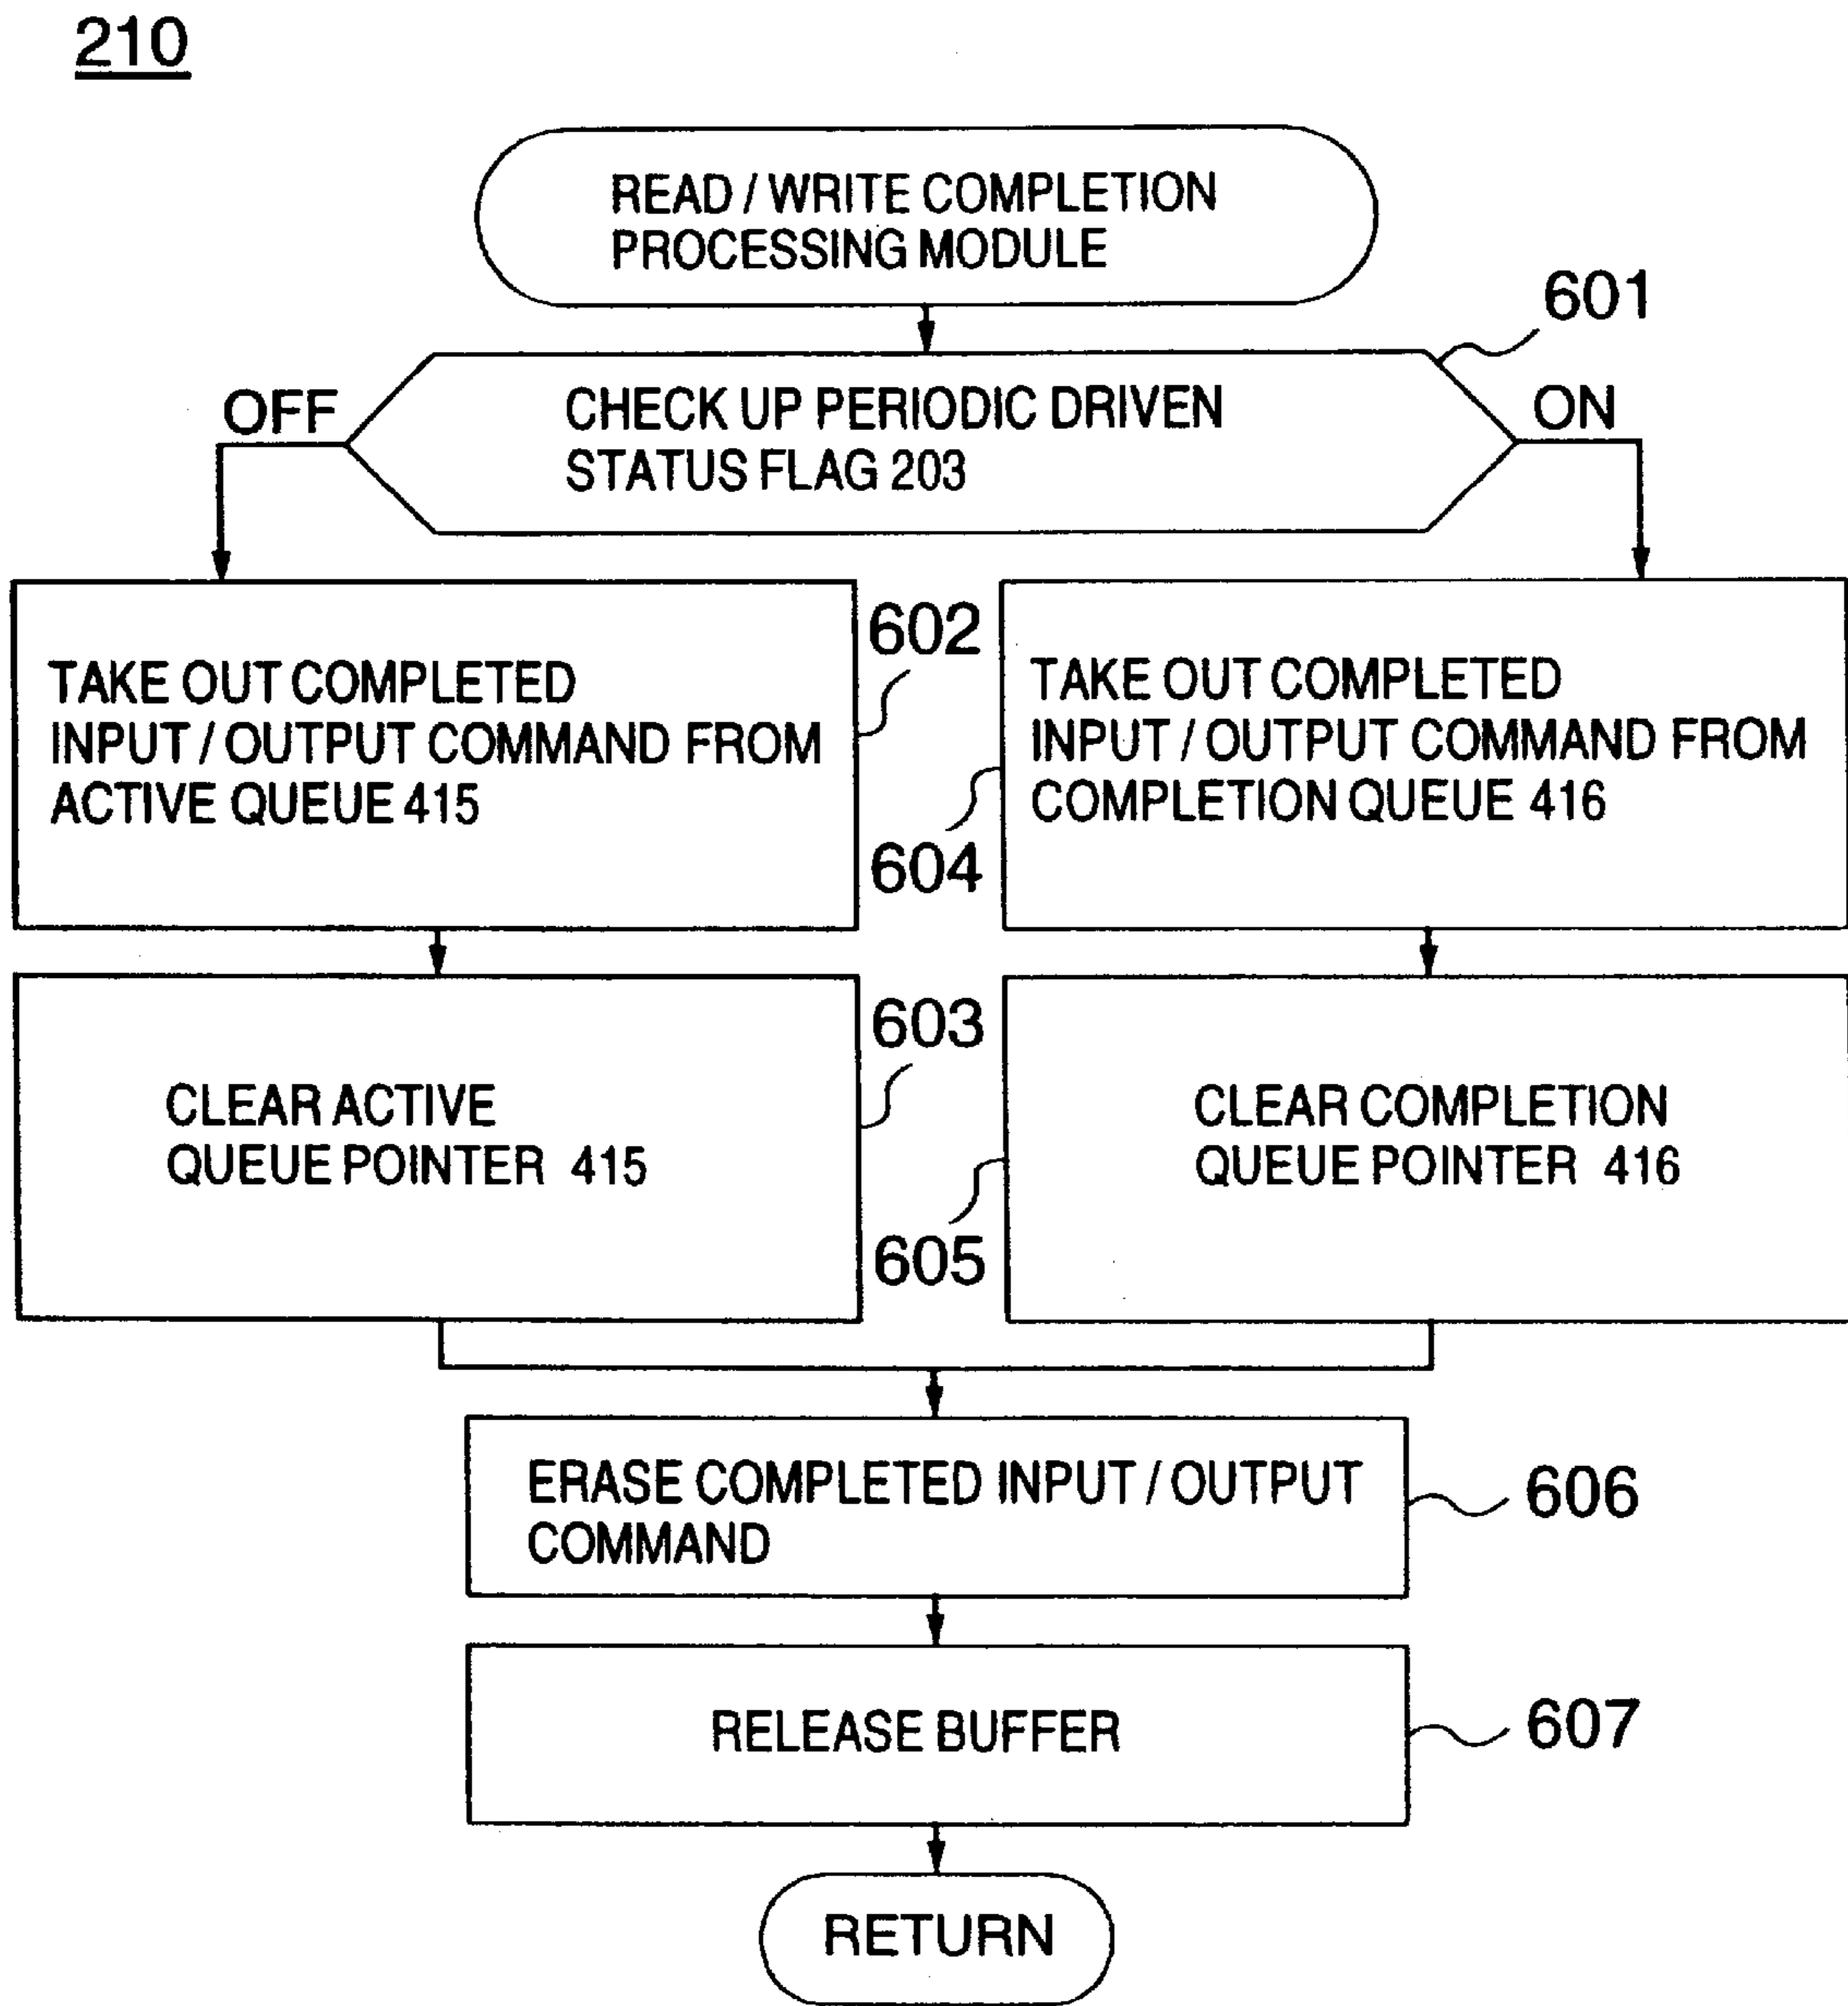 210
READ / WRITE COMPLETION
PROCESSING MODULE
601
OFF
CHECK UP PERIODIC DRIVEN
STATUS FLAG 203
ON
TAKE OUT COMPLETED
INPUT / OUTPUT COMMAND FROM
ACTIVE QUEUE 415
602
604
TAKE OUT COMPLETED
INPUT / OUTPUT COMMAND FROM
COMPLETION QUEUE 416
CLEAR ACTIVE
QUEUE POINTER 415
603
605
CLEAR COMPLETION
QUEUE POINTER 416
ERASE COMPLETED INPUT / OUTPUT
COMMAND
606
RELEASE BUFFER
607
RETURN